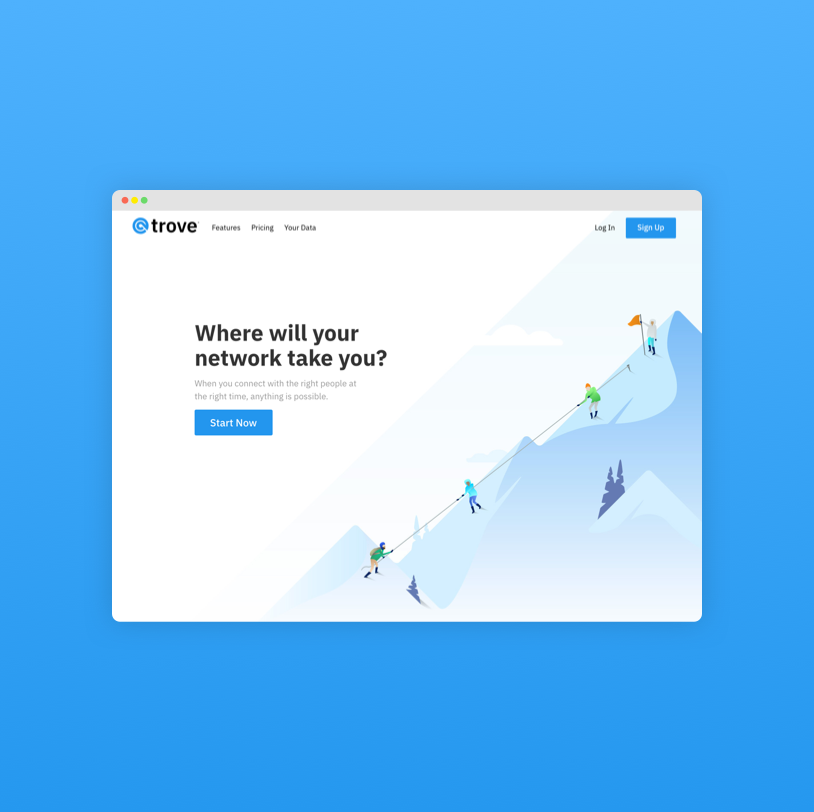 trove
Features Pricing Your Data
Log In
Sign Up
Where will your
network take you?
When you connect with the right people at
the right time, anything is possible.
Start Now